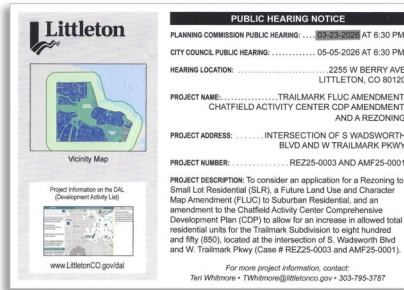 Littleton
Vicinity Map
Project Information on the DAL
(Development Activity List)
www.LittletonCO.gov/dal
PUBLIC HEARING NOTICE
PLANNING COMMISSION PUBLIC HEARING: .... 03-23-2026 AT 6:30 PM
CITY COUNCIL PUBLIC HEARING: ............. 05-05-2026 AT 6:30 PM
HEARING LOCATION: ......................2255 W BERRY AVE
LITTLETON, CO 80120
PROJECT NAME:...............TRAILMARK FLUC AMENDMENT,
CHATFIELD ACTIVITY CENTER CDP AMENDMENT,
AND A REZONING
PROJECT ADDRESS: .......INTERSECTION OF S WADSWORTH
BLVD AND W TRAILMARK PKWY
PROJECT NUMBER: .............REZ25-0003 AND AMF25-0001
PROJECT DESCRIPTION: To consider an application for a Rezoning to
Small Lot Residential (SLR), a Future Land Use and Character
Map Amendment (FLUC) to Suburban Residential, and an
amendment to the Chatfield Activity Center Comprehensive
Development Plan (CDP) to allow for an increase in allowed total
residential units for the Trailmark Subdivision to eight hundred
and fifty (850), located at the intersection of S. Wadsworth Blvd
and W. Trailmark Pkwy (Case # REZ25-0003 and AMF25-0001).
For more project information, contact:
Teri Whitmore • TWhitmore@littletongov.org • 303-795-3787